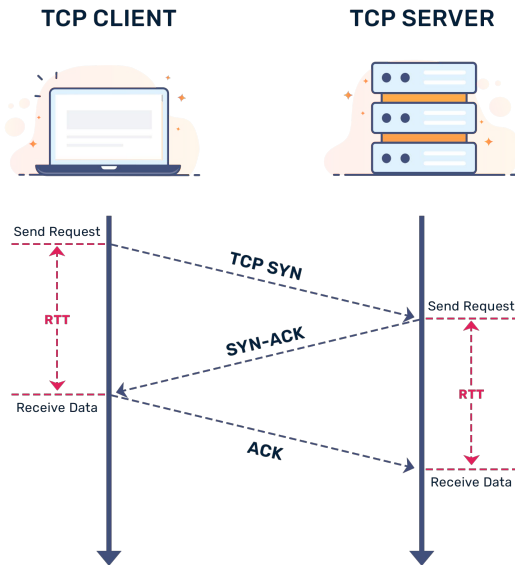 TCP CLIENT
TCP SERVER
Send Request
TCP SYN
Send Request
RTT
SYN-ACK
RTT
Receive Data
ACK
Receive Data